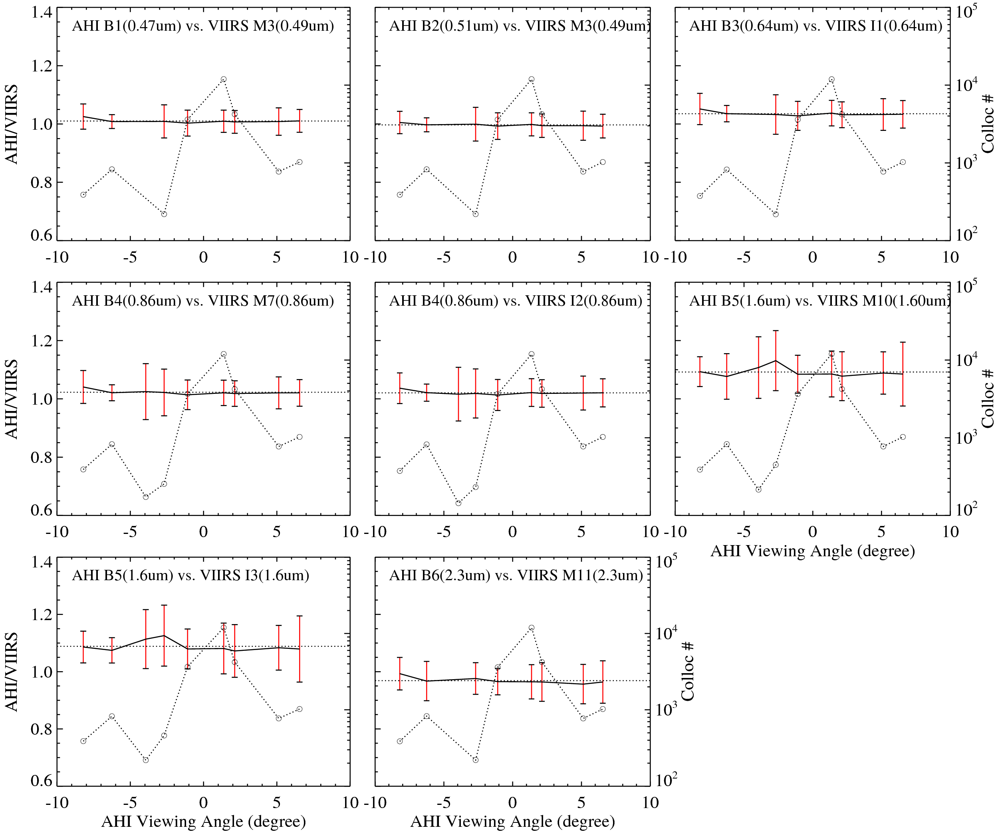 AHI B1(0.47um) vs. VIIRS M3(0.49um)
AHI/VIIRS
1.4
1.2
1.0
0.8
0.6
-10 -5 0 5 10
AHI B2(0.51um) vs. VIIRS M3(0.49um)
-10 -5 0 5 10
AHI B3(0.64um) vs. VIIRS I1(0.64um)
-10 -5 0 5 10
10^5
10^4
10^3
10^2
Colloc #
AHI B4(0.86um) vs. VIIRS M7(0.86um)
AHI/VIIRS
1.4
1.2
1.0
0.8
0.6
-10 -5 0 5 10
AHI B4(0.86um) vs. VIIRS I2(0.86um)
-10 -5 0 5 10
AHI B5(1.6um) vs. VIIRS M10(1.60um)
-10 -5 0 5 10
AHI Viewing Angle (degree)
10^5
10^4
10^3
10^2
Colloc #
AHI B5(1.6um) vs. VIIRS I3(1.6um)
AHI/VIIRS
1.4
1.2
1.0
0.8
0.6
-10 -5 0 5 10
AHI Viewing Angle (degree)
AHI B6(2.3um) vs. VIIRS M11(2.3um)
-10 -5 0 5 10
AHI Viewing Angle (degree)
10^5
10^4
10^3
10^2
Colloc #